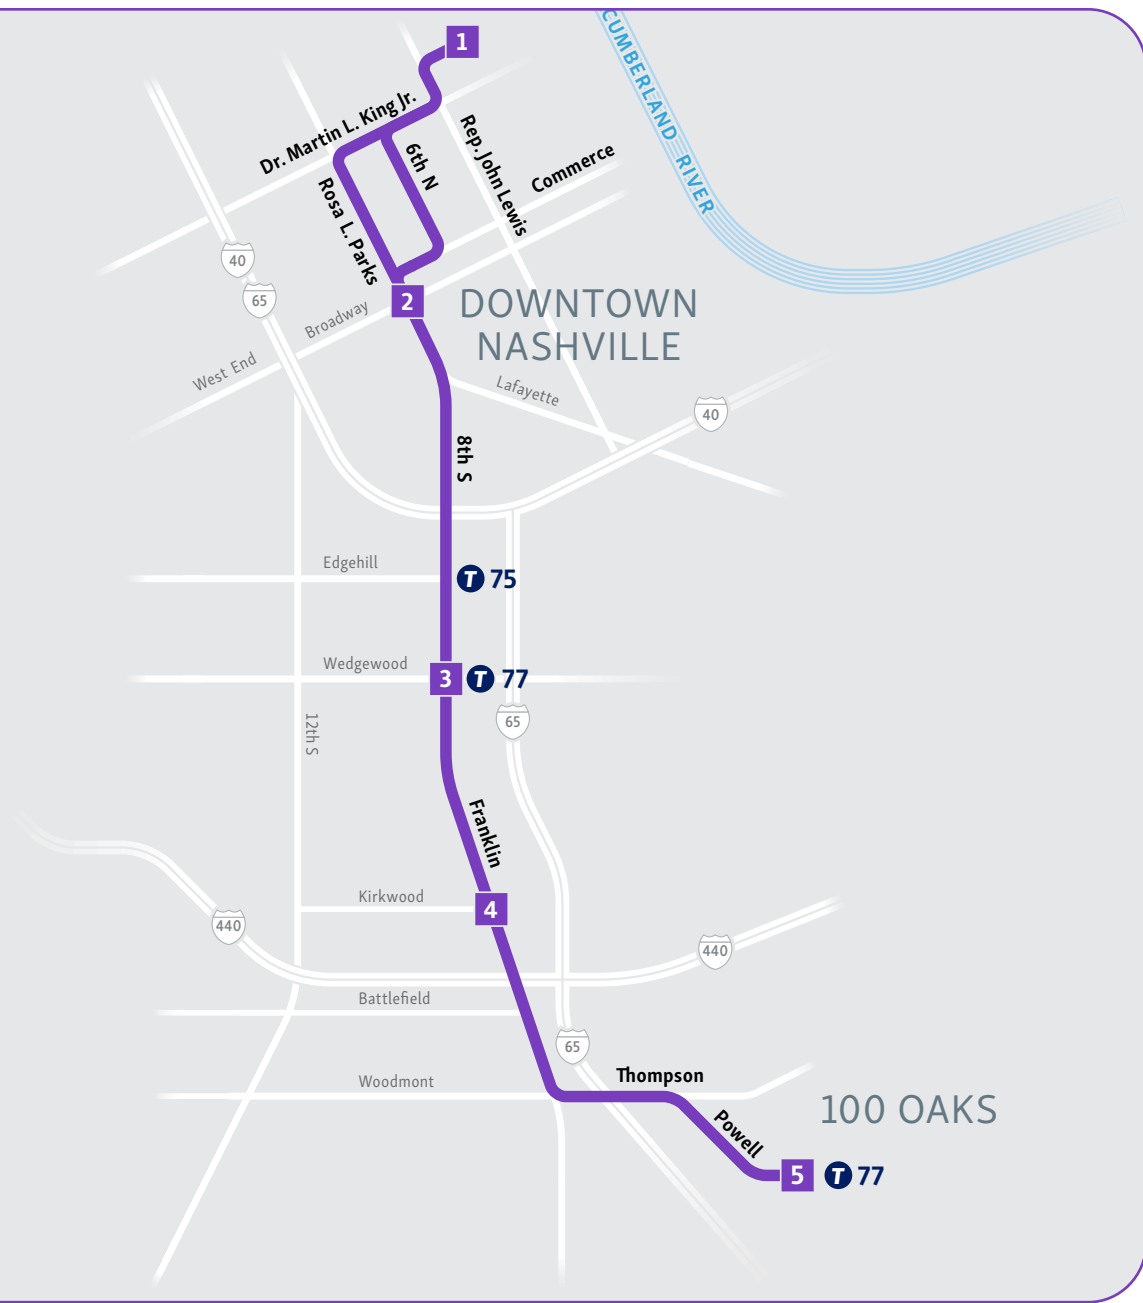 1
CUMBERLAND RIVER
Dr. Martin L. King Jr.
Rep. John Lewis
6th N
Commerce
Rosa L. Parks
40
65
2
DOWNTOWN
NASHVILLE
Broadway
West End
Lafayette
40
8th S
Edgehill
T 75
Wedgewood
3
T 77
12th S
65
Franklin
Kirkwood
4
440
440
Battlefield
65
Woodmont
Thompson
100 OAKS
Powell
5
T 77